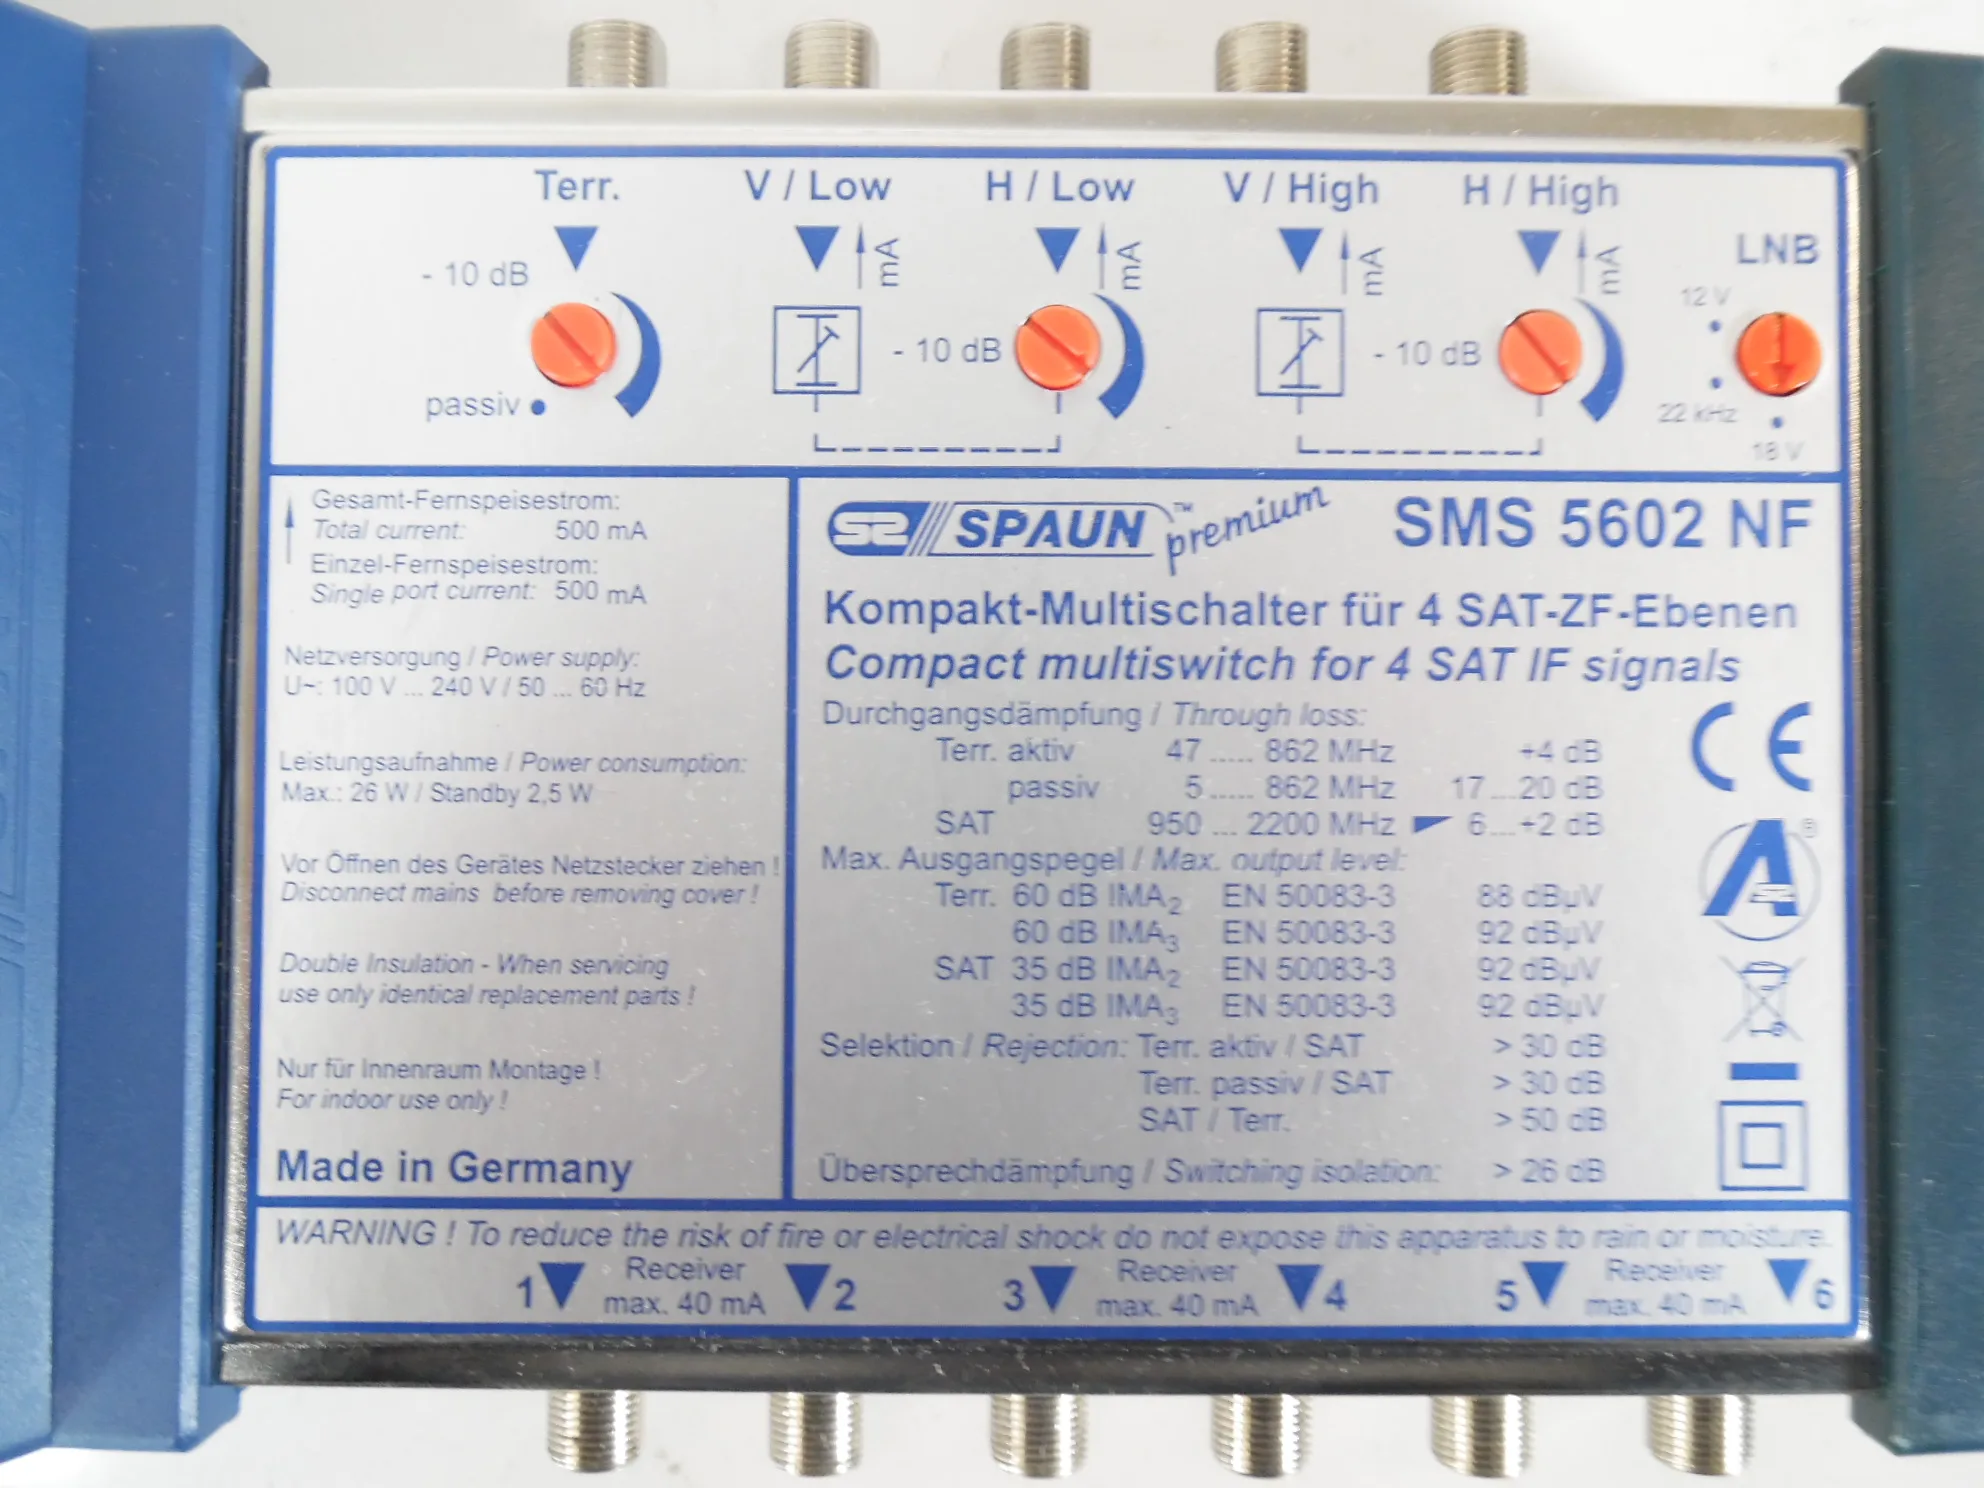 Terr. V / Low H / Low V / High H / High
LNB
mA mA mA mA
- 10 dB
12 V
- 10 dB - 10 dB
passiv
22 kHz
18 V
Gesamt-Fernspeisestrom:
Total current: 500 mA
Einzel-Fernspeisestrom:
Single port current: 500 mA
Netzversorgung / Power supply:
U~: 100 V ... 240 V / 50 ... 60 Hz
Leistungsaufnahme / Power consumption:
Max.: 26 W / Standby 2,5 W
Vor Öffnen des Gerätes Netzstecker ziehen !
Disconnect mains before removing cover !
Double Insulation - When servicing
use only identical replacement parts !
Nur für Innenraum Montage !
For indoor use only !
Made in Germany
SPAUN™ premium SMS 5602 NF
Kompakt-Multischalter für 4 SAT-ZF-Ebenen
Compact multiswitch for 4 SAT IF signals
Durchgangsdämpfung / Through loss:
Terr. aktiv 47 ..... 862 MHz +4 dB
passiv 5 ..... 862 MHz 17 ... 20 dB
SAT 950 ... 2200 MHz 6 ... +2 dB
Max. Ausgangspegel / Max. output level:
Terr. 60 dB IMA₂ EN 50083-3 88 dBµV
60 dB IMA₃ EN 50083-3 92 dBµV
SAT 35 dB IMA₂ EN 50083-3 92 dBµV
35 dB IMA₃ EN 50083-3 92 dBµV
Selektion / Rejection: Terr. aktiv / SAT > 30 dB
Terr. passiv / SAT > 30 dB
SAT / Terr. > 50 dB
Übersprechdämpfung / Switching isolation: > 26 dB
CE
A®
WARNING ! To reduce the risk of fire or electrical shock do not expose this apparatus to rain or moisture.
1 Receiver 2 3 Receiver 4 5 Receiver 6
max. 40 mA max. 40 mA max. 40 mA